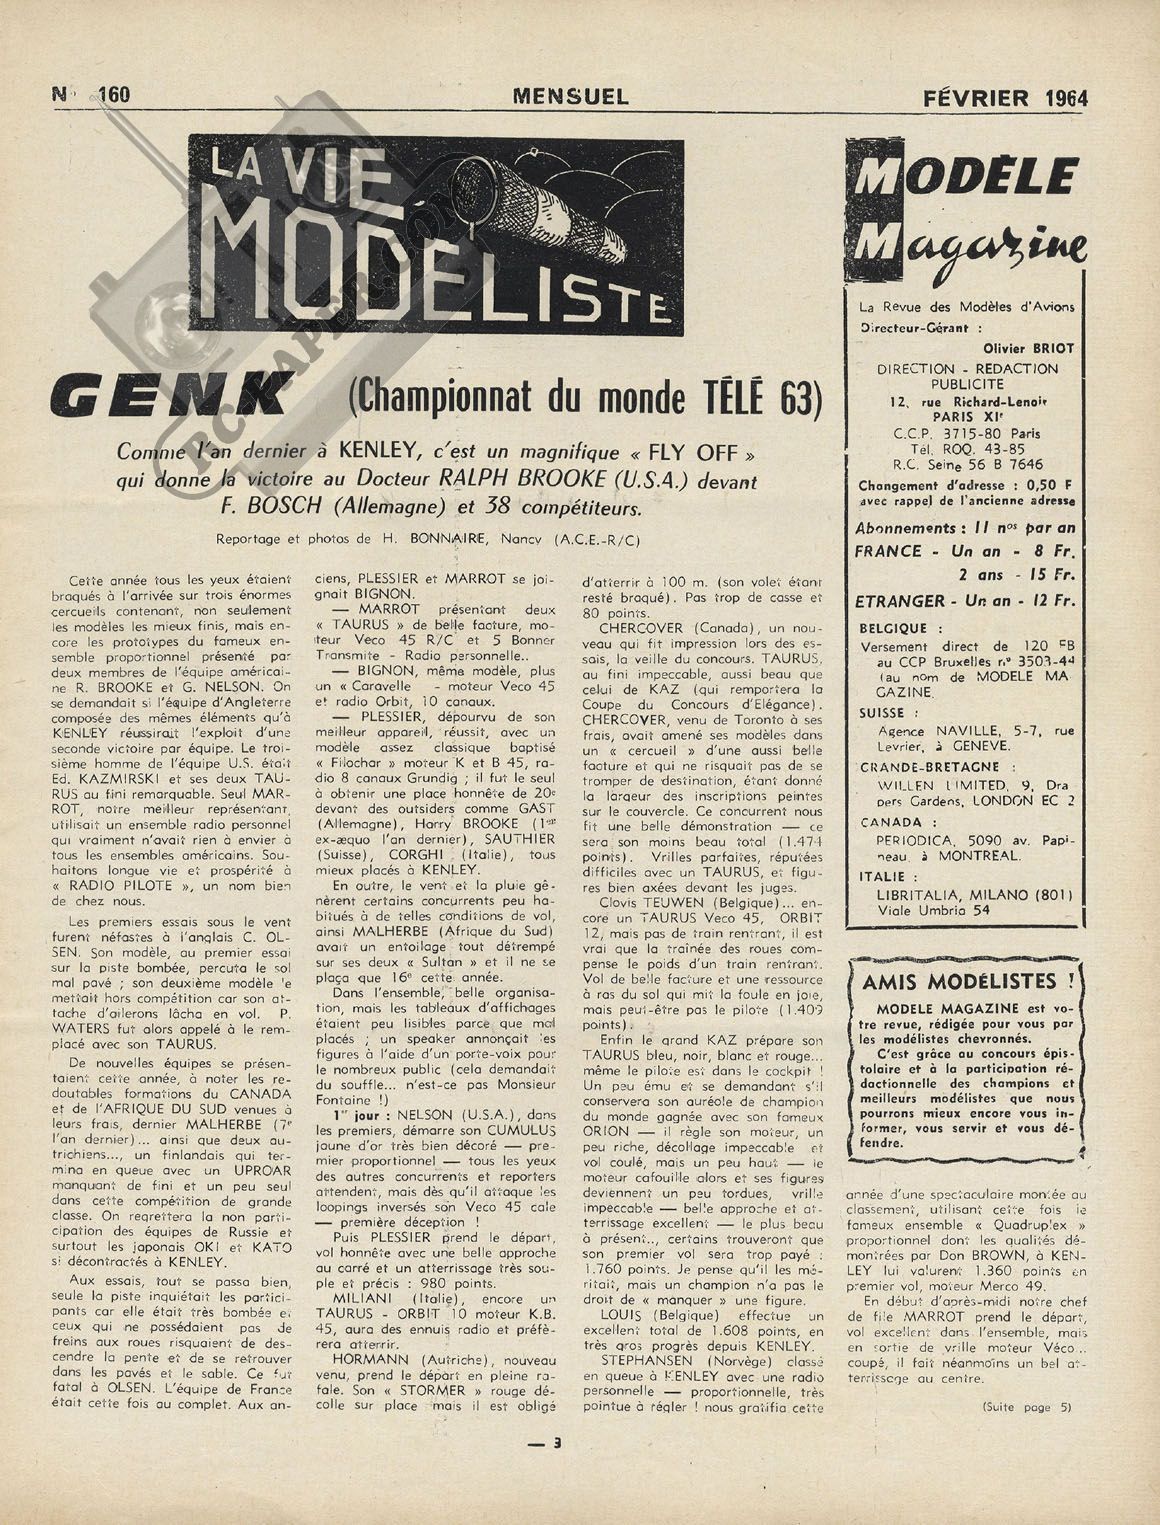 N° 160
MENSUEL
FÉVRIER 1964
LA VIE
MODELISTE
GENK (Championnat du monde TÉLÉ 63)
Comme l'an dernier à KENLEY, c'est un magnifique « FLY OFF »
qui donne la victoire au Docteur RALPH BROOKE (U.S.A.) devant
F. BOSCH (Allemagne) et 38 compétiteurs.
Reportage et photos de H. BONNAIRE, Nancy (A.C.E.-R/C)
Cette année tous les yeux étaient
braqués à l'arrivée sur trois énormes
cercueils contenant, non seulement
les modèles les mieux finis, mais en-
core les prototypes du fameux en-
semble proportionnel présenté par
deux membres de l'équipe américai-
ne R. BROOKE et G. NELSON. On
se demandait si l'équipe d'Angleterre
composée des mêmes éléments qu'à
KENLEY réussirait l'exploit d'une
seconde victoire par équipe. Le troi-
sième homme de l'équipe U.S. était
Ed. KAZMIRSKI et ses deux TAU-
RUS au fini remarquable. Seul MAR-
ROT, notre meilleur représentant,
utilisait un ensemble radio personnel
qui vraiment n'avait rien à envier à
tous les ensembles américains. Sou-
haitons longue vie et prospérité à
« RADIO PILOTE », un nom bien
de chez nous.
Les premiers essais sous le vent
furent néfastes à l'anglais C. OL-
SEN. Son modèle, au premier essai
sur la piste bombée, percuta le sol
mal pavé ; son deuxième modèle le
mettait hors compétition car son at-
tache d'ailerons lâcha en vol. P.
WATERS fut alors appelé à le rem-
placé avec son TAURUS.
De nouvelles équipes se présen-
taient cette année, à noter les re-
doutables formations du CANADA
et de l'AFRIQUE DU SUD venues à
leurs frais, dernier MALHERBE (7e
l'an dernier)... ainsi que deux au-
trichiens..., un finlandais qui ter-
mina en queue avec un UPROAR
manquant de fini et un peu seul
dans cette compétition de grande
classe. On regrettera la non parti-
cipation des équipes de Russie et
surtout les japonais OKI et KATO
si décontractés à KENLEY.
Aux essais, tout se passa bien,
seule la piste inquiétait les partici-
pants car elle était très bombée et
ceux qui ne possédaient pas de
freins aux roues risquaient de des-
cendre la pente et de se retrouver
dans les pavés et le sable. Ce fut
fatal à OLSEN. L'équipe de France
était cette fois au complet. Aux an-
ciens, PLESSIER et MARROT se joi-
gnait BIGNON.
— MARROT présentant deux
« TAURUS » de belle facture, mo-
teur Veco 45 R/C et 5 Bonner
Transmite - Radio personnelle..
— BIGNON, même modèle, plus
un « Caravelle - moteur Veco 45
et radio Orbit, 10 canaux.
— PLESSIER, dépourvu de son
meilleur appareil, réussit, avec un
modèle assez classique baptisé
« Filochar » moteur K et B 45, ra-
dio 8 canaux Grundig ; il fut le seul
à obtenir une place honnête de 20e
devant des outsiders comme GAST
(Allemagne), Harry BROOKE (1er
ex-æquo l'an dernier), SAUTHIER
(Suisse), CORGHI (Italie), tous
mieux placés à KENLEY.
En outre, le vent et la pluie gê-
nèrent certains concurrents peu ha-
bitués à de telles conditions de vol,
ainsi MALHERBE (Afrique du Sud)
avait un entoilage tout détrempé
sur ses deux « Sultan » et il ne se
plaça que 16e cette année.
Dans l'ensemble, belle organisa-
tion, mais les tableaux d'affichages
étaient peu lisibles parce que mal
placés ; un speaker annonçait les
figures à l'aide d'un porte-voix pour
le nombreux public (cela demandait
du souffle... n'est-ce pas Monsieur
Fontaine !)
1er jour : NELSON (U.S.A.), dans
les premiers, démarre son CUMULUS
jaune d'or très bien décoré — pre-
mier proportionnel — tous les yeux
des autres concurrents et reporters
attendent, mais dès qu'il attaque les
loopings inversés son Veco 45 cale
— première déception !
Puis PLESSIER prend le départ,
vol honnête avec une belle approche
au carré et un atterrissage très sou-
ple et précis : 980 points.
MILIANI (Italie), encore un
TAURUS - ORBIT 10 moteur K.B.
45, aura des ennuis radio et préfè-
rera atterrir.
HORMANN (Autriche), nouveau
venu, prend le départ en pleine ra-
fale. Son « STORMER » rouge dé-
colle sur place mais il est obligé
d'atterrir à 100 m. (son volet étant
resté braqué). Pas trop de casse et
80 points.
CHERCOVER (Canada), un nou-
veau qui fit impression lors des es-
sais, la veille du concours. TAURUS,
au fini impeccable, aussi beau que
celui de KAZ (qui remportera la
Coupe du Concours d'Elégance).
CHERCOVER, venu de Toronto à ses
frais, avait amené ses modèles dans
un « cercueil » d'une aussi belle
facture et qui ne risquait pas de se
tromper de destination, étant donné
la largeur des inscriptions peintes
sur le couvercle. Ce concurrent nous
fit une belle démonstration — ce
sera son moins beau total (1.474
points). Vrilles parfaites, réputées
difficiles avec un TAURUS, et figu-
res bien axées devant les juges.
Clovis TEUWEN (Belgique)... en-
core un TAURUS Veco 45, ORBIT
12, mais pas de train rentrant, il est
vrai que la traînée des roues com-
pense le poids d'un train rentrant.
Vol de belle facture et une ressource
à ras du sol qui mit la foule en joie,
mais peut-être pas le pilote (1.409
points).
Enfin le grand KAZ prépare son
TAURUS bleu, noir, blanc et rouge...
même le pilote est dans le cockpit !
Un peu ému et se demandant s'il
conservera son auréole de champion
du monde gagnée avec son fameux
ORION — il règle son moteur, un
peu riche, décollage impeccable et
vol coulé, mais un peu haut — le
moteur cafouille alors et ses figures
deviennent un peu tordues, vrille
impeccable — belle approche et at-
terrissage excellent — le plus beau
à présent.., certains trouveront que
son premier vol sera trop payé :
1.760 points. Je pense qu'il les mé-
ritait, mais un champion n'a pas le
droit de « manquer » une figure.
LOUIS (Belgique) effectue un
excellent total de 1.608 points, en
très gros progrès depuis KENLEY.
STEPHANSEN (Norvège) classé
en queue à KENLEY avec une radio
personnelle — proportionnelle, très
pointue à régler ! nous gratifia cette
MODÈLE
Magazine
La Revue des Modèles d'Avions
Directeur-Gérant :
Olivier BRIOT
DIRECTION - REDACTION
PUBLICITE
12, rue Richard-Lenoir
PARIS XIe
C.C.P. 3715-80 Paris
Tél. ROQ. 43-85
R.C. Seine 56 B 7646
Changement d'adresse : 0,50 F
avec rappel de l'ancienne adresse
Abonnements : 11 nos par an
FRANCE - Un an - 8 Fr.
2 ans - 15 Fr.
ETRANGER - Un an - 12 Fr.
BELGIQUE :
Versement direct de 120 FB
au CCP Bruxelles n° 3503-44
(au nom de MODELE MA
GAZINE.
SUISSE :
Agence NAVILLE, 5-7, rue
Levrier, à GENEVE.
GRANDE-BRETAGNE :
WILLEN LIMITED, 9, Dra
pers Gardens, LONDON EC 2
CANADA :
PERIODICA, 5090 av. Papi-
neau à MONTREAL.
ITALIE :
LIBRITALIA, MILANO (801)
Viale Umbria 54
AMIS MODÉLISTES !
MODELE MAGAZINE est vo-
tre revue, rédigée pour vous par
les modélistes chevronnés.
C'est grâce au concours épis-
tolaire et à la participation ré-
dactionnelle des champions et
meilleurs modélistes que nous
pourrons mieux encore vous in-
former, vous servir et vous dé-
fendre.
année d'une spectaculaire montée au
classement, utilisant cette fois le
fameux ensemble « Quadruplex »
proportionnel dont les qualités dé-
montrées par Don BROWN, à KEN-
LEY lui valurent 1.360 points en
premier vol, moteur Merco 49.
En début d'après-midi notre chef
de file MARROT prend le départ,
vol excellent dans l'ensemble, mais
en sortie de vrille moteur Véco..
coupé, il fait néanmoins un bel at-
terrissage au centre.
(Suite page 5)
— 3